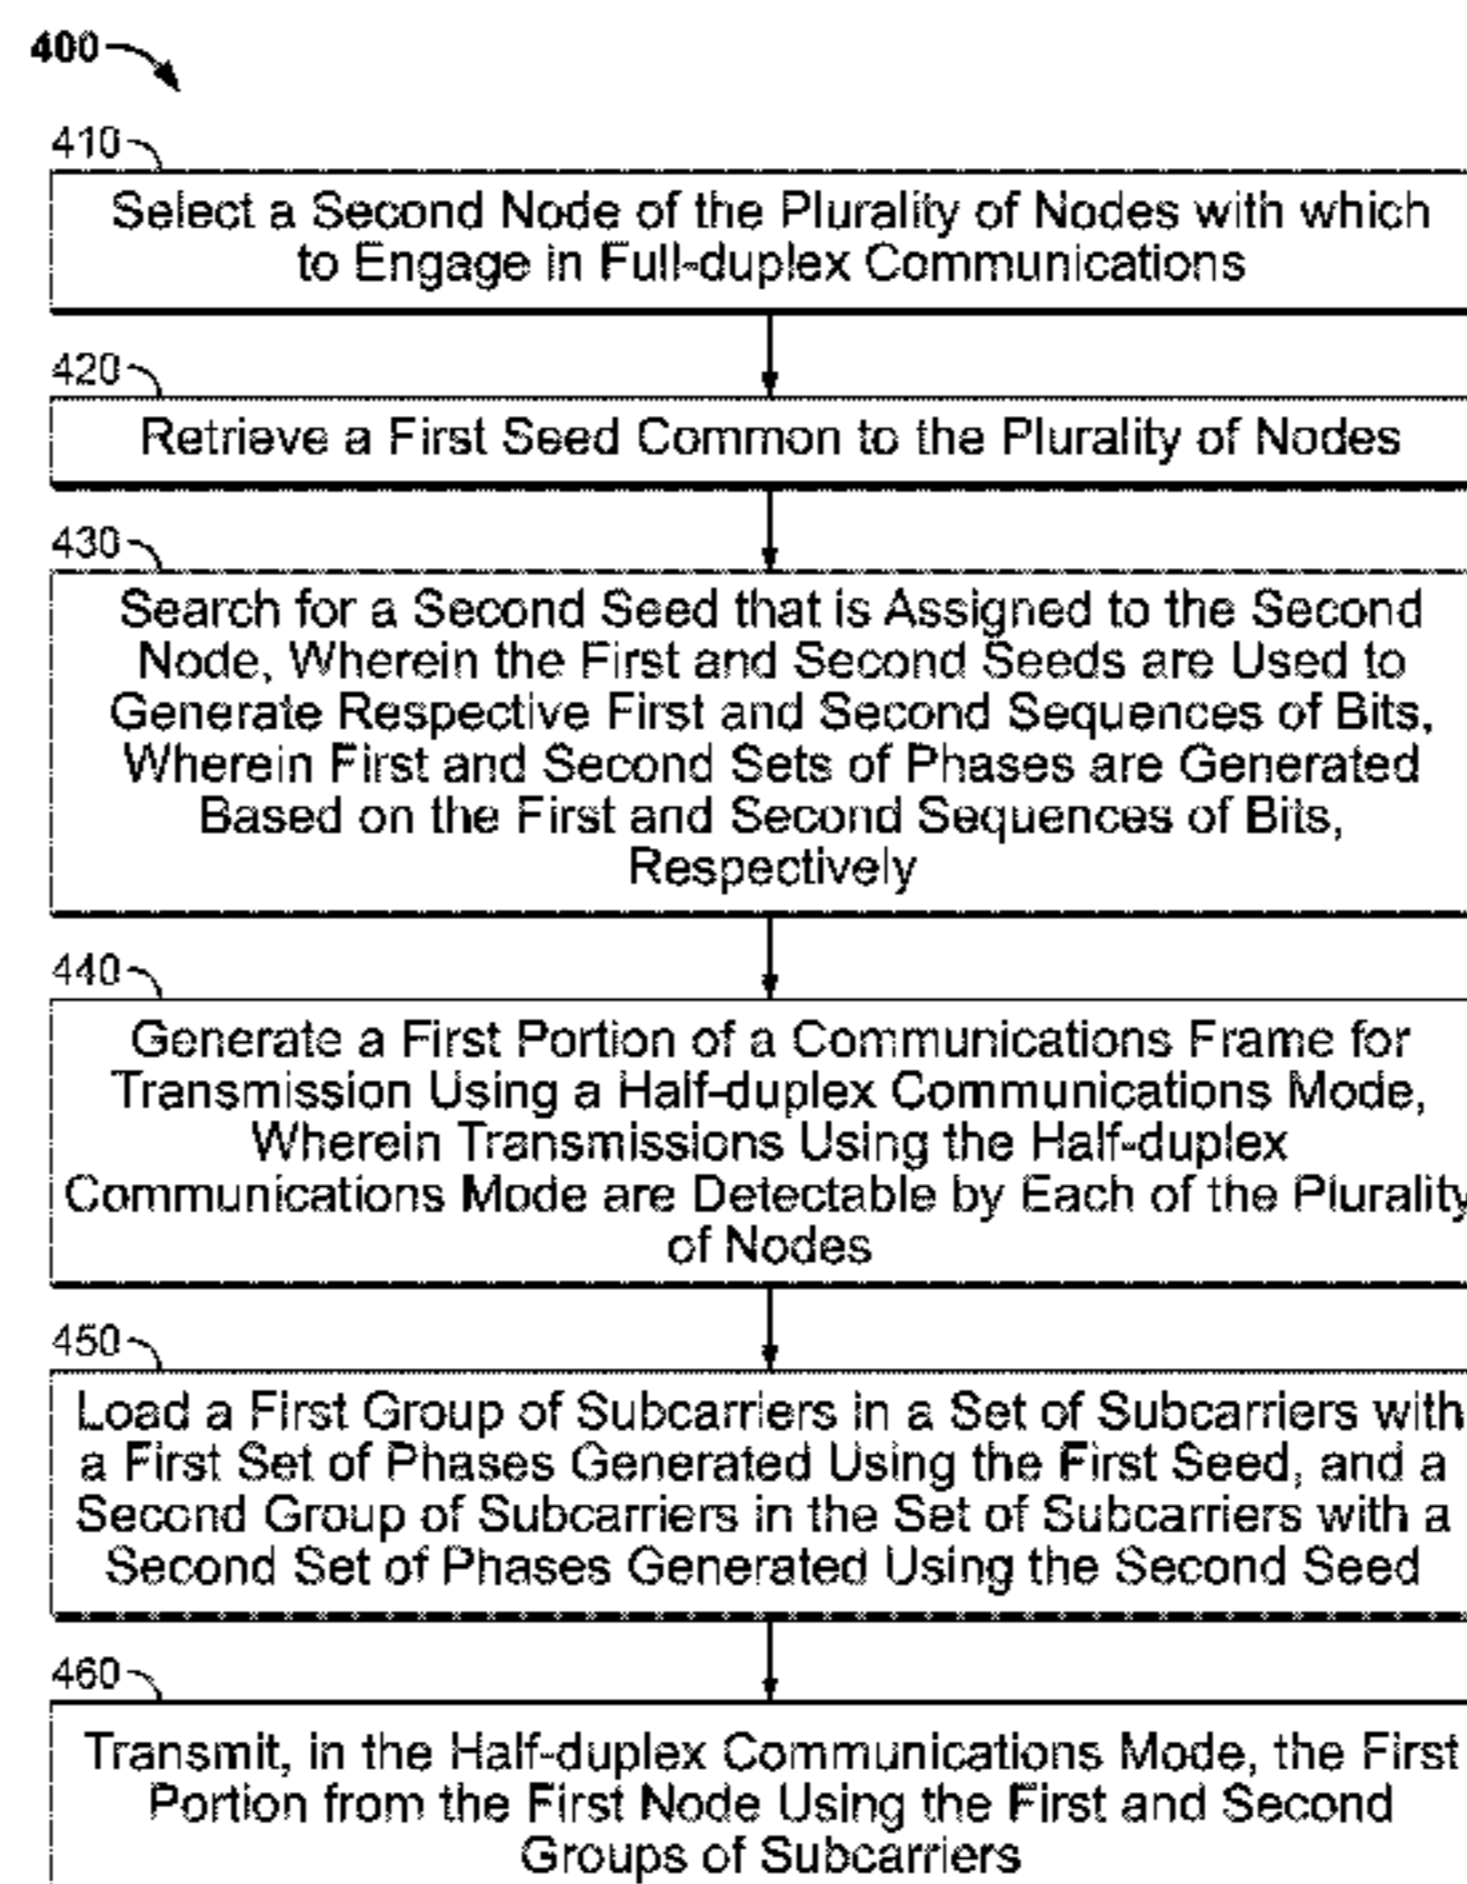 400
410
Select a Second Node of the Plurality of Nodes with which
to Engage in Full-duplex Communications
420
Retrieve a First Seed Common to the Plurality of Nodes
430
Search for a Second Seed that is Assigned to the Second
Node, Wherein the First and Second Seeds are Used to
Generate Respective First and Second Sequences of Bits,
Wherein First and Second Sets of Phases are Generated
Based on the First and Second Sequences of Bits,
Respectively
440
Generate a First Portion of a Communications Frame for
Transmission Using a Half-duplex Communications Mode,
Wherein Transmissions Using the Half-duplex
Communications Mode are Detectable by Each of the Plurality
of Nodes
450
Load a First Group of Subcarriers in a Set of Subcarriers with
a First Set of Phases Generated Using the First Seed, and a
Second Group of Subcarriers in the Set of Subcarriers with a
Second Set of Phases Generated Using the Second Seed
460
Transmit, in the Half-duplex Communications Mode, the First
Portion from the First Node Using the First and Second
Groups of Subcarriers